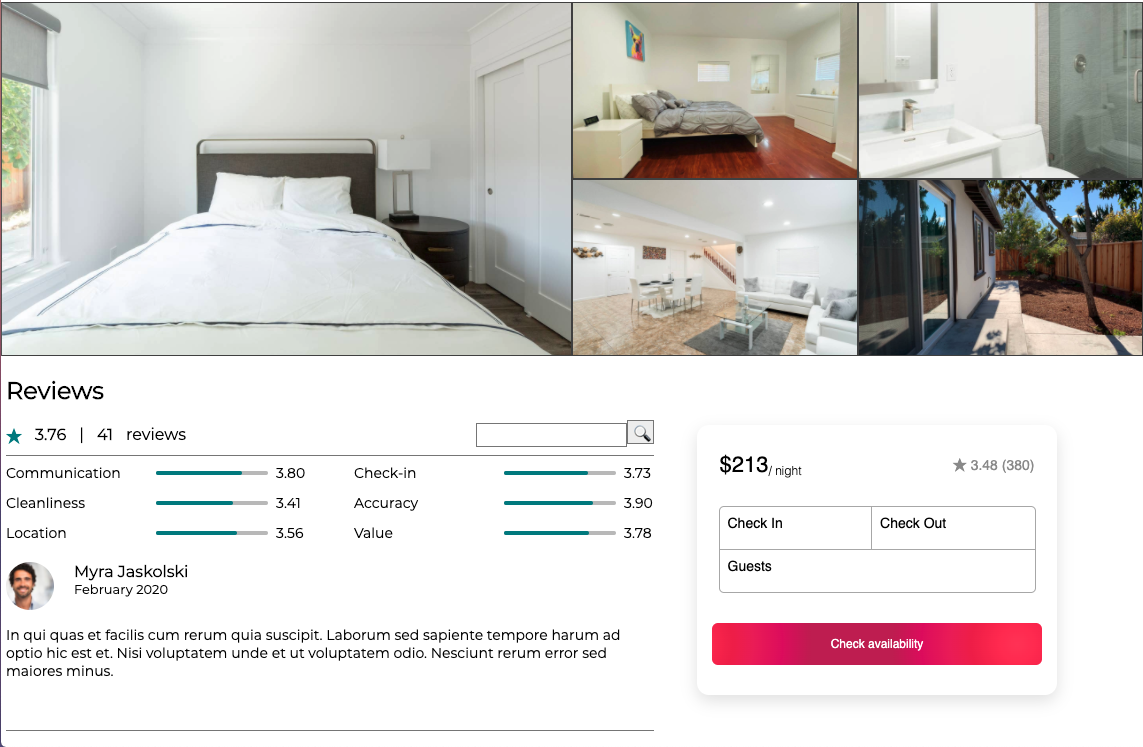 Reviews
3.76 | 41 reviews
Communication 3.80 Check-in 3.73
Cleanliness 3.41 Accuracy 3.90
Location 3.56 Value 3.78
Myra Jaskolski
February 2020
In qui quas et facilis cum rerum quia suscipit. Laborum sed sapiente tempore harum ad
optio hic est et. Nisi voluptatem unde et ut voluptatem odio. Nesciunt rerum error sed
maiores minus.
$213/ night ★ 3.48 (380)
Check In Check Out
Guests
Check availability